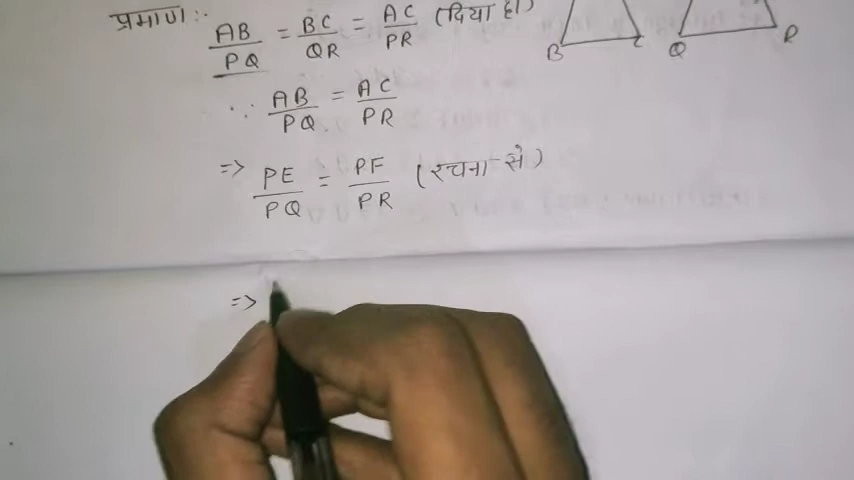 प्रमाण:- AB/PQ = BC/QR = AC/PR (दिया है)
∵ AB/PQ = AC/PR
=> PE/PQ = PF/PR (रचना से)
=>
B C Q R